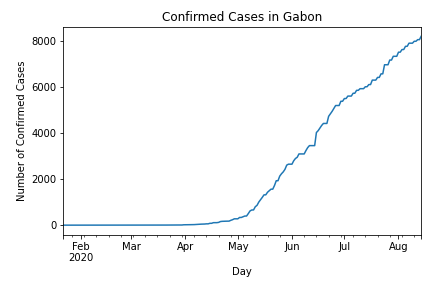 Confirmed Cases in Gabon
Number of Confirmed Cases
8000
6000
4000
2000
0
Feb Mar Apr May Jun Jul Aug
2020
Day